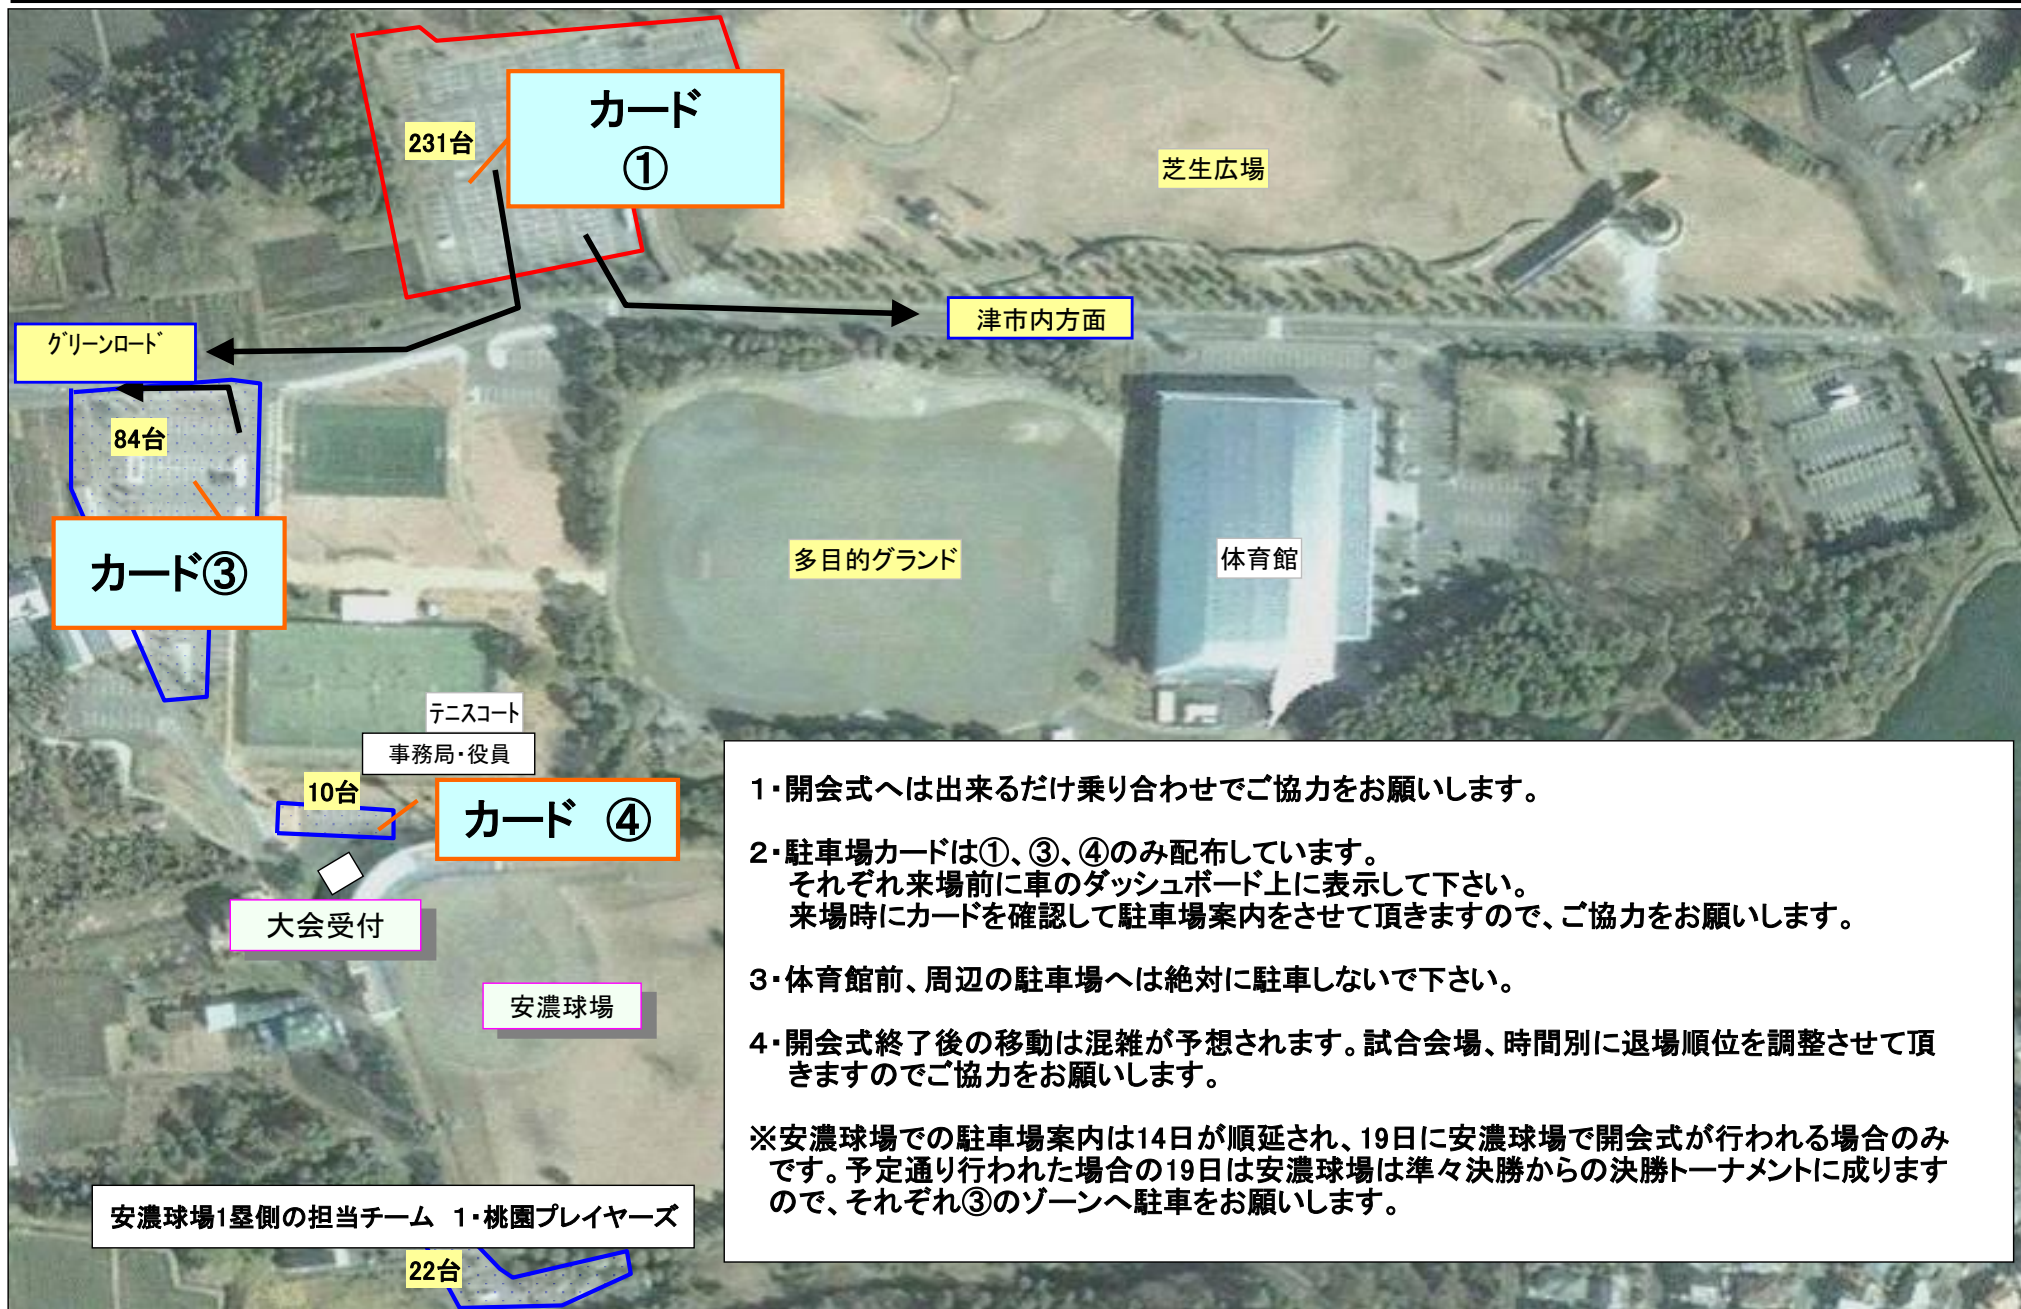 カード
①
231台
芝生広場
津市内方面
グリーンロード
84台
カード③
多目的グランド
体育館
テニスコート
事務局・役員
10台
カード ④
大会受付
安濃球場
1・開会式へは出来るだけ乗り合わせでご協力をお願いします。
2・駐車場カードは①、③、④のみ配布しています。
それぞれ来場前に車のダッシュボード上に表示して下さい。
来場時にカードを確認して駐車場案内をさせて頂きますので、ご協力をお願いします。
3・体育館前、周辺の駐車場へは絶対に駐車しないで下さい。
4・開会式終了後の移動は混雑が予想されます。試合会場、時間別に退場順位を調整させて頂
きますのでご協力をお願いします。
※安濃球場での駐車場案内は14日が順延され、19日に安濃球場で開会式が行われる場合のみ
です。予定通り行われた場合の19日は安濃球場は準々決勝からの決勝トーナメントに成ります
ので、それぞれ③のゾーンへ駐車をお願いします。
安濃球場1塁側の担当チーム 1・桃園プレイヤーズ
22台